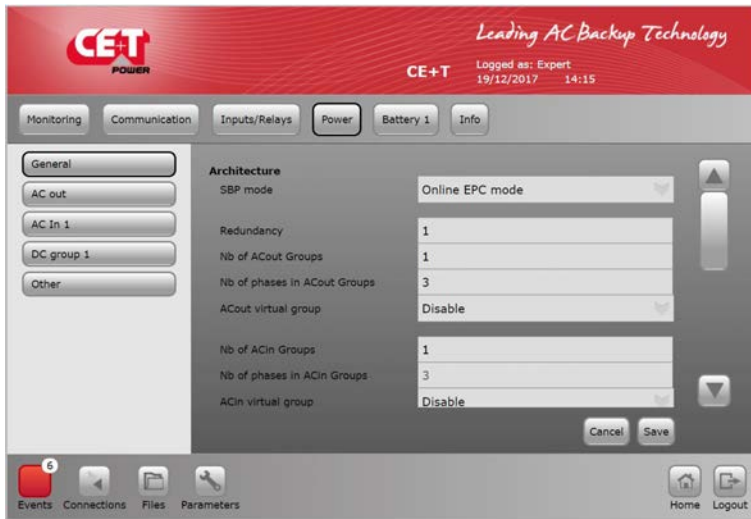 Leading AC Backup Technology
CE+T
POWER
CE+T
Logged as: Expert
19/12/2017 14:15
Monitoring Communication Inputs/Relays Power Battery 1 Info
General
AC out
AC In 1
DC group 1
Other
Architecture
SBP mode Online EPC mode
Redundancy 1
Nb of ACout Groups 1
Nb of phases in ACout Groups 3
ACout virtual group Disable
Nb of ACin Groups 1
Nb of phases in ACin Groups 3
ACin virtual group Disable
Cancel Save
6
Events Connections Files Parameters Home Logout